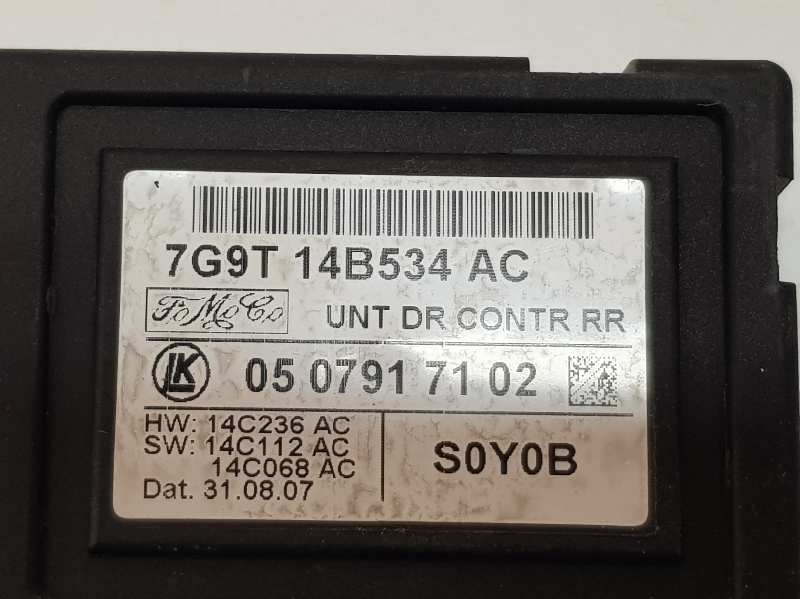 7G9T 14B534 AC
FoMoCo UNT DR CONTR RR
LK 05 0791 71 02
HW: 14C236 AC
SW: 14C112 AC
14C068 AC
Dat. 31.08.07
S0Y0B